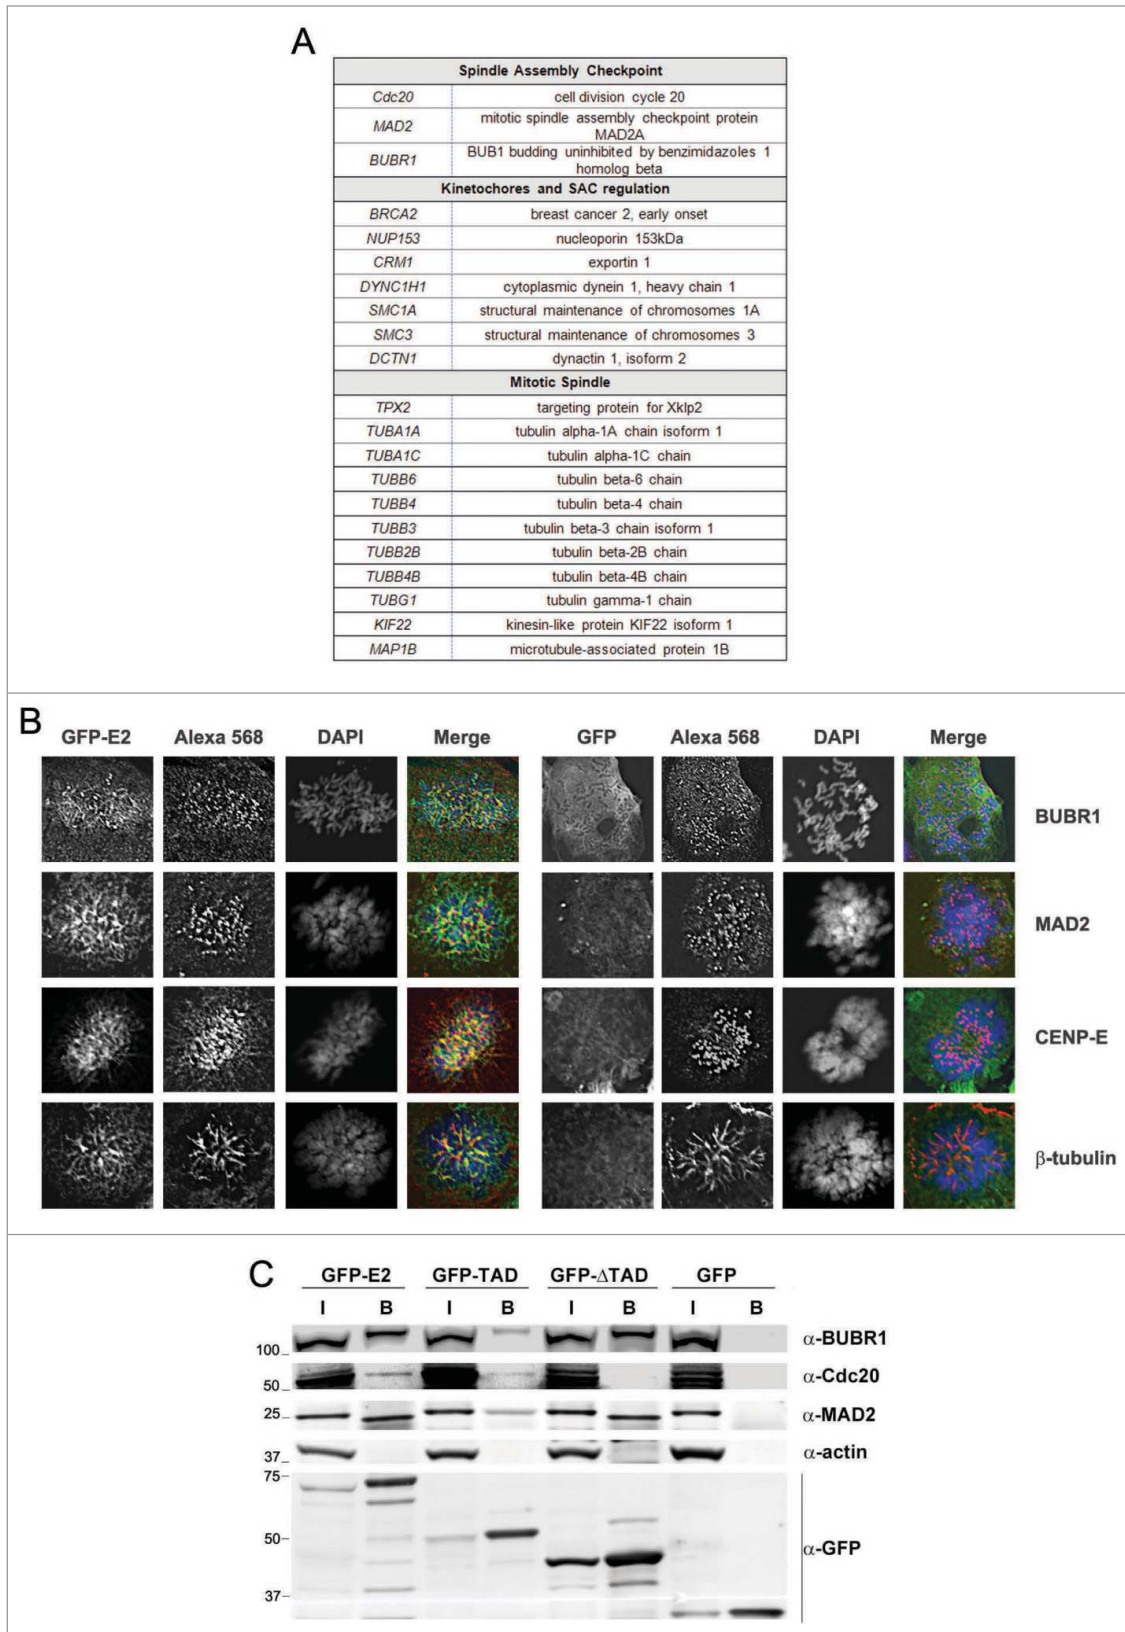 A
Spindle Assembly Checkpoint
Cdc20 cell division cycle 20
MAD2 mitotic spindle assembly checkpoint protein
MAD2A
BUBR1 BUB1 budding uninhibited by benzimidazoles 1
homolog beta
Kinetochores and SAC regulation
BRCA2 breast cancer 2, early onset
NUP153 nucleoporin 153kDa
CRM1 exportin 1
DYNC1H1 cytoplasmic dynein 1, heavy chain 1
SMC1A structural maintenance of chromosomes 1A
SMC3 structural maintenance of chromosomes 3
DCTN1 dynactin 1, isoform 2
Mitotic Spindle
TPX2 targeting protein for Xklp2
TUBA1A tubulin alpha-1A chain isoform 1
TUBA1C tubulin alpha-1C chain
TUBB6 tubulin beta-6 chain
TUBB4 tubulin beta-4 chain
TUBB3 tubulin beta-3 chain isoform 1
TUBB2B tubulin beta-2B chain
TUBB4B tubulin beta-4B chain
TUBG1 tubulin gamma-1 chain
KIF22 kinesin-like protein KIF22 isoform 1
MAP1B microtubule-associated protein 1B
B
GFP-E2 Alexa 568 DAPI Merge GFP Alexa 568 DAPI Merge
BUBR1
MAD2
CENP-E
β-tubulin
C
GFP-E2 GFP-TAD GFP-ΔTAD GFP
I B I B I B I B
100 α-BUBR1
50 α-Cdc20
25 α-MAD2
37 α-actin
75
50
α-GFP
37